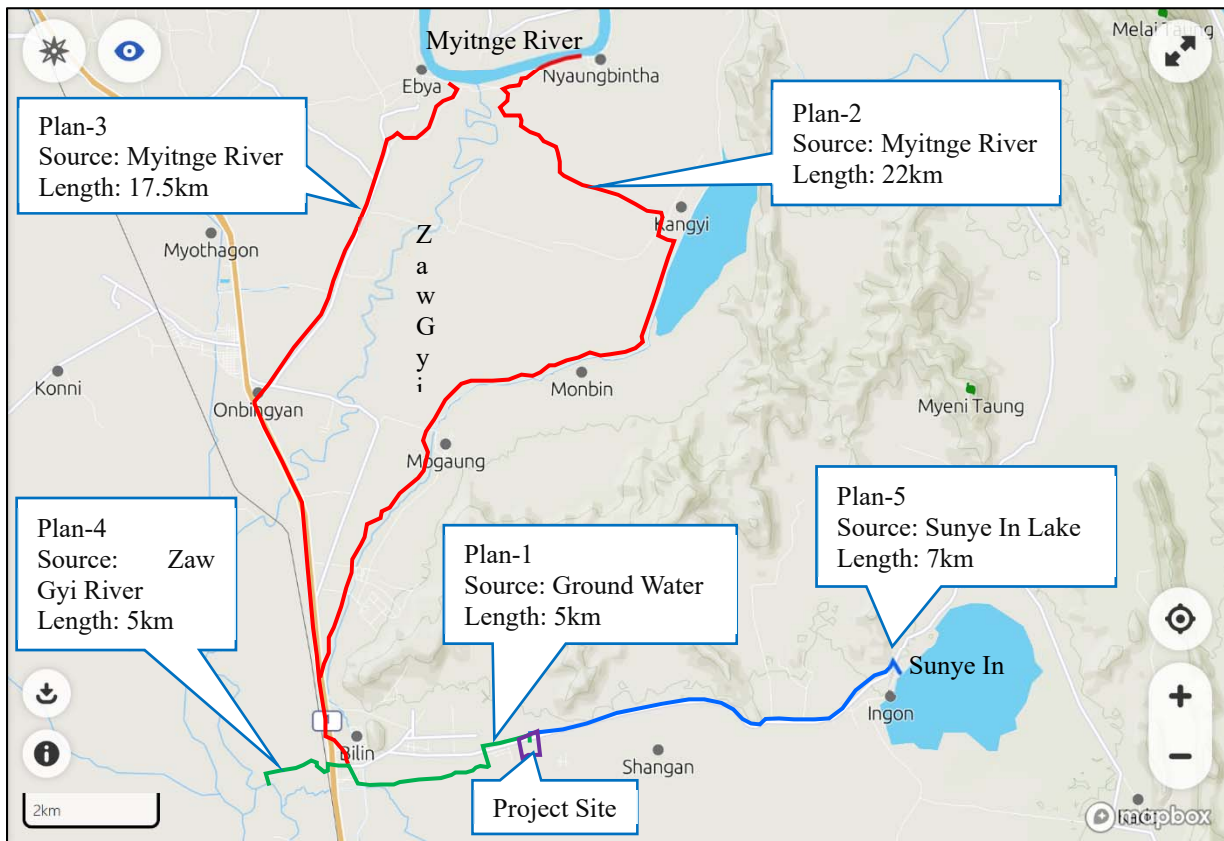 Melai Taung
Myitnge River
Ebya
Nyaungbintha
Plan-3
Source: Myitnge River
Length: 17.5km
Plan-2
Source: Myitnge River
Length: 22km
Kangyi
Myothagon
Z
a
w
G
y
i
Konni
Onbingyan
Monbin
Myeni Taung
Mogaung
Plan-4
Source: Zaw
Gyi River
Length: 5km
Plan-1
Source: Ground Water
Length: 5km
Plan-5
Source: Sunye In Lake
Length: 7km
Sunye In
Ingon
Bilin
Shangan
Project Site
2km
mapbox